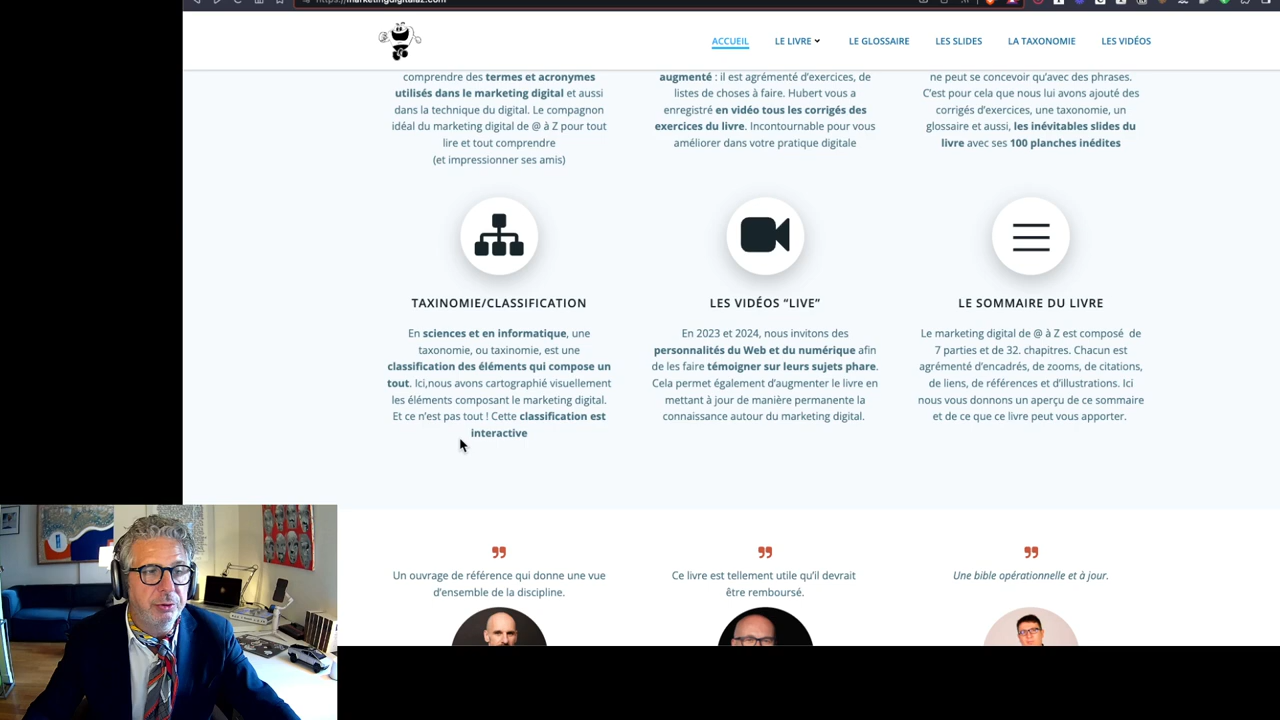 https://marketingdigitalaz.com
ACCUEIL
LE LIVRE
LE GLOSSAIRE
LES SLIDES
LA TAXONOMIE
LES VIDÉOS
comprendre des termes et acronymes
utilisés dans le marketing digital et aussi
dans la technique du digital. Le compagnon
idéal du marketing digital de @ à Z pour tout
lire et tout comprendre
(et impressionner ses amis)
augmenté : il est agrémenté d’exercices, de
listes de choses à faire. Hubert vous a
enregistré en vidéo tous les corrigés des
exercices du livre. Incontournable pour vous
améliorer dans votre pratique digitale
ne peut se concevoir qu’avec des phrases.
C’est pour cela que nous lui avons ajouté des
corrigés d’exercices, une taxonomie, un
glossaire et aussi, les inévitables slides du
livre avec ses 100 planches inédites
TAXINOMIE/CLASSIFICATION
En sciences et en informatique, une
taxonomie, ou taxinomie, est une
classification des éléments qui compose un
tout. Ici,nous avons cartographié visuellement
les éléments composant le marketing digital.
Et ce n’est pas tout ! Cette classification est
interactive
LES VIDÉOS “LIVE”
En 2023 et 2024, nous invitons des
personnalités du Web et du numérique afin
de les faire témoigner sur leurs sujets phare.
Cela permet également d’augmenter le livre en
mettant à jour de manière permanente la
connaissance autour du marketing digital.
LE SOMMAIRE DU LIVRE
Le marketing digital de @ à Z est composé de
7 parties et de 32. chapitres. Chacun est
agrémenté d’encadrés, de zooms, de citations,
de liens, de références et d’illustrations. Ici
nous vous donnons un aperçu de ce sommaire
et de ce que ce livre peut vous apporter.
Un ouvrage de référence qui donne une vue
d’ensemble de la discipline.
Ce livre est tellement utile qu’il devrait
être remboursé.
Une bible opérationnelle et à jour.